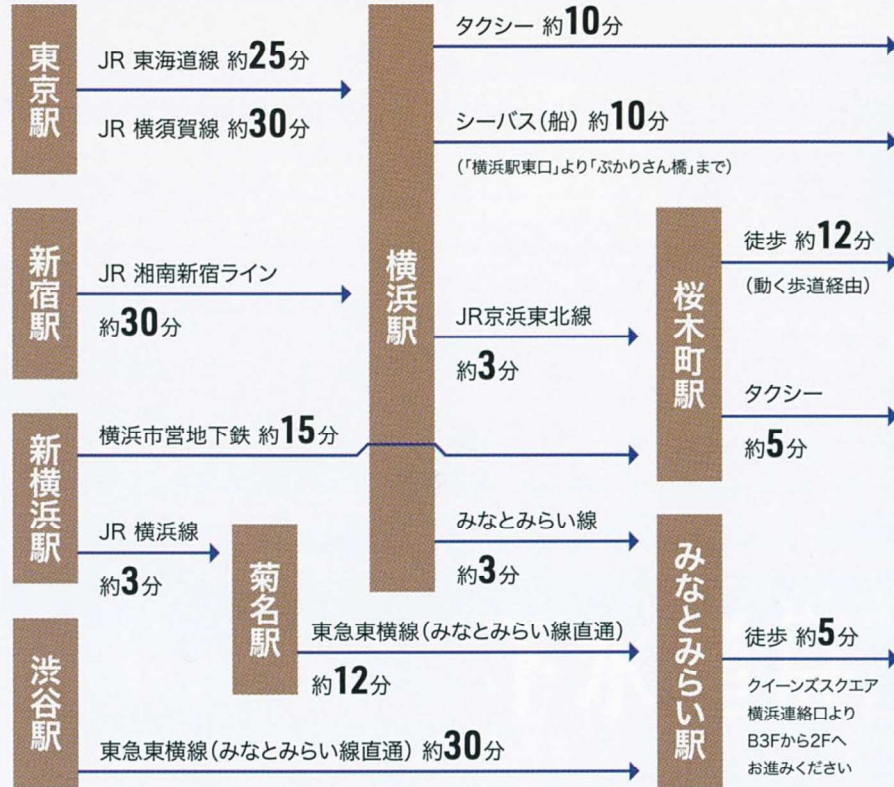 東京駅
JR 東海道線 約25分
JR 横須賀線 約30分
新宿駅
JR 湘南新宿ライン
約30分
新横浜駅
横浜市営地下鉄 約15分
JR 横浜線
約3分
菊名駅
東急東横線(みなとみらい線直通)
約12分
渋谷駅
東急東横線(みなとみらい線直通) 約30分
横浜駅
タクシー 約10分
シーバス(船) 約10分
(「横浜駅東口」より「ぷかりさん橋」まで)
JR京浜東北線
約3分
みなとみらい線
約3分
桜木町駅
徒歩 約12分
(動く歩道経由)
タクシー
約5分
みなとみらい駅
徒歩 約5分
クイーンズスクエア
横浜連絡口より
B3Fから2Fへ
お進みください